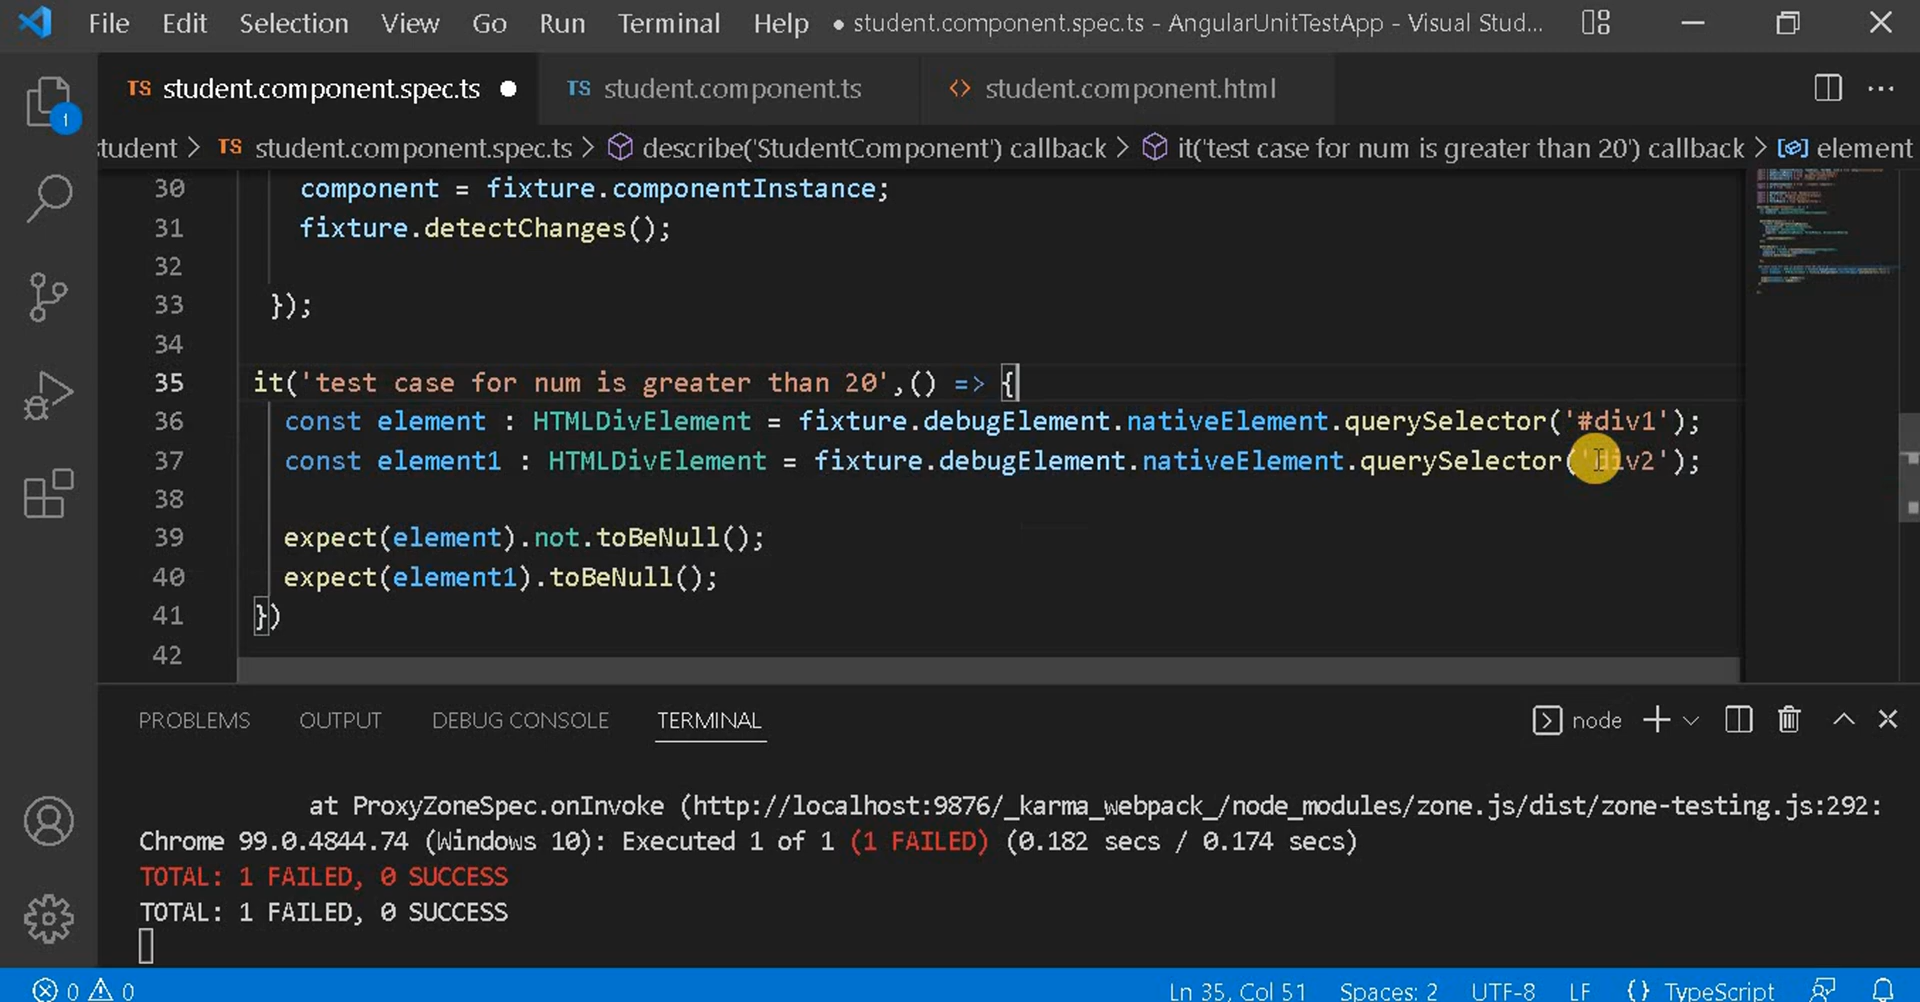 File Edit Selection View Go Run Terminal Help ● student.component.spec.ts - AngularUnitTestApp - Visual Stud...
TS student.component.spec.ts ● TS student.component.ts <> student.component.html ...
student > TS student.component.spec.ts > describe('StudentComponent') callback > it('test case for num is greater than 20') callback > element
1
30 component = fixture.componentInstance;
31 fixture.detectChanges();
32
33 });
34
35 it('test case for num is greater than 20',() => {
36 const element : HTMLDivElement = fixture.debugElement.nativeElement.querySelector('#div1');
37 const element1 : HTMLDivElement = fixture.debugElement.nativeElement.querySelector('div2');
38
39 expect(element).not.toBeNull();
40 expect(element1).toBeNull();
41 })
42
PROBLEMS OUTPUT DEBUG CONSOLE TERMINAL node
at ProxyZoneSpec.onInvoke (http://localhost:9876/_karma_webpack_/node_modules/zone.js/dist/zone-testing.js:292:
Chrome 99.0.4844.74 (Windows 10): Executed 1 of 1 (1 FAILED) (0.182 secs / 0.174 secs)
TOTAL: 1 FAILED, 0 SUCCESS
TOTAL: 1 FAILED, 0 SUCCESS
0 0 Ln 35, Col 51 Spaces: 2 UTF-8 LF {} TypeScript